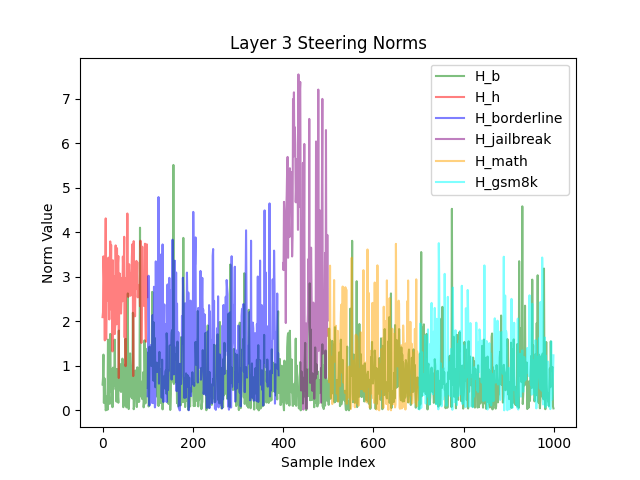 Layer 3 Steering Norms
Norm Value
7
6
5
4
3
2
1
0
H_b
H_h
H_borderline
H_jailbreak
H_math
H_gsm8k
0
200
400
600
800
1000
Sample Index